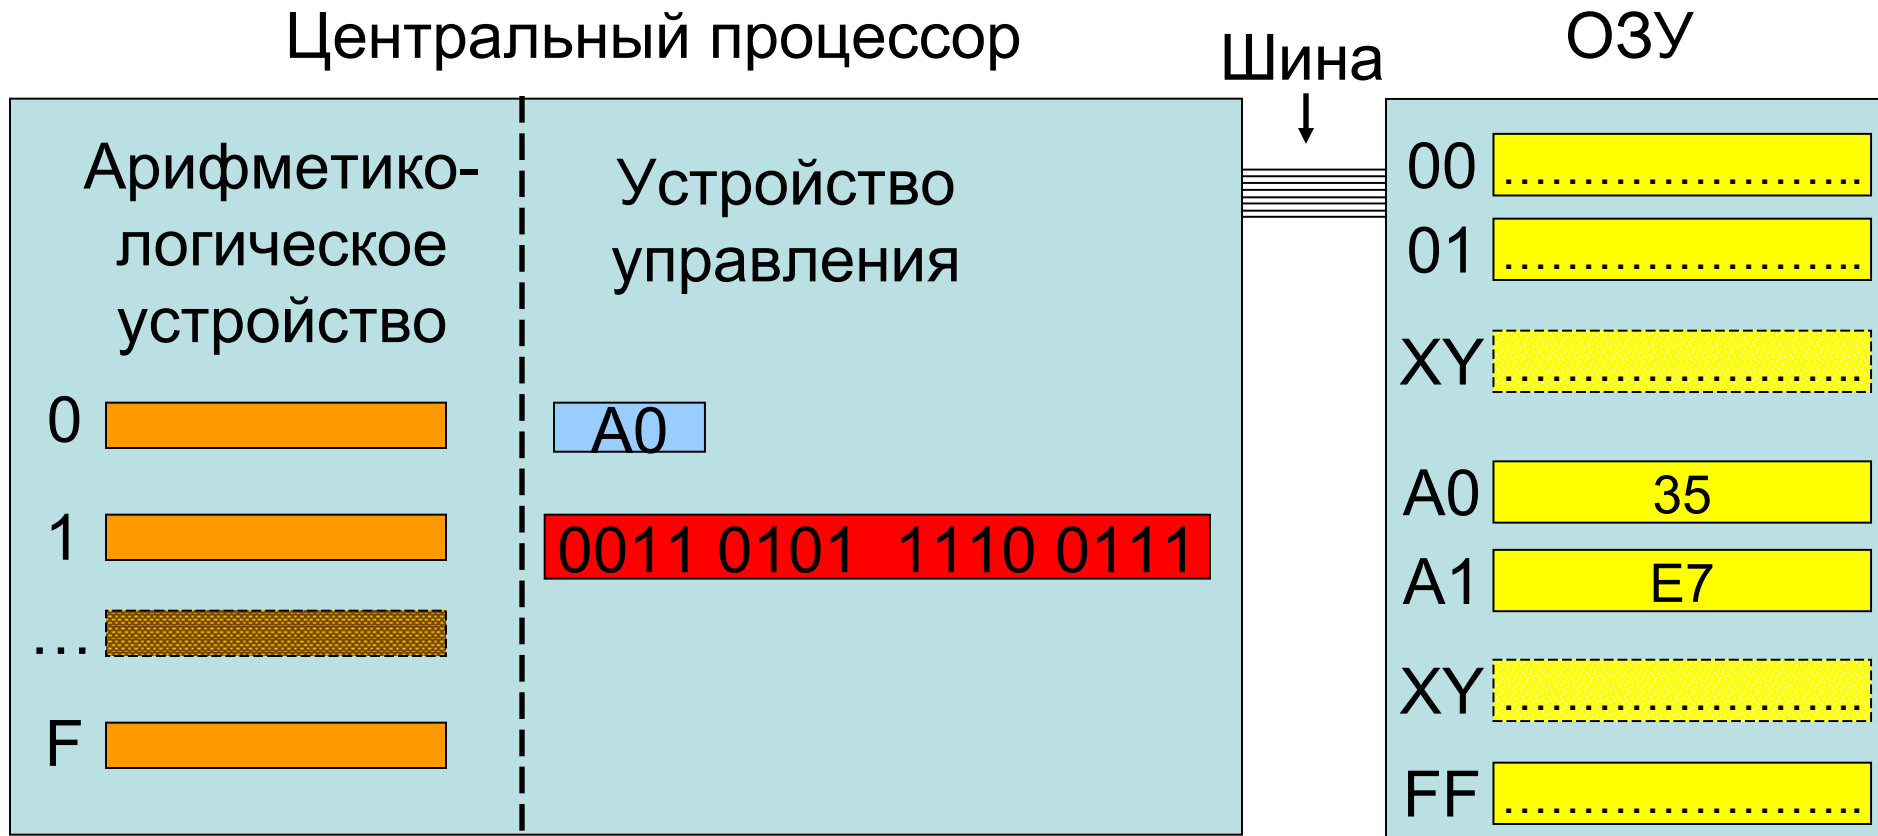 Центральный процессор
Шина
ОЗУ
Арифметико-
логическое
устройство
0
1
...
F
Устройство
управления
A0
0011 0101 1110 0111
00 ........................
01 ........................
XY ........................
A0 35
A1 E7
XY ........................
FF ........................